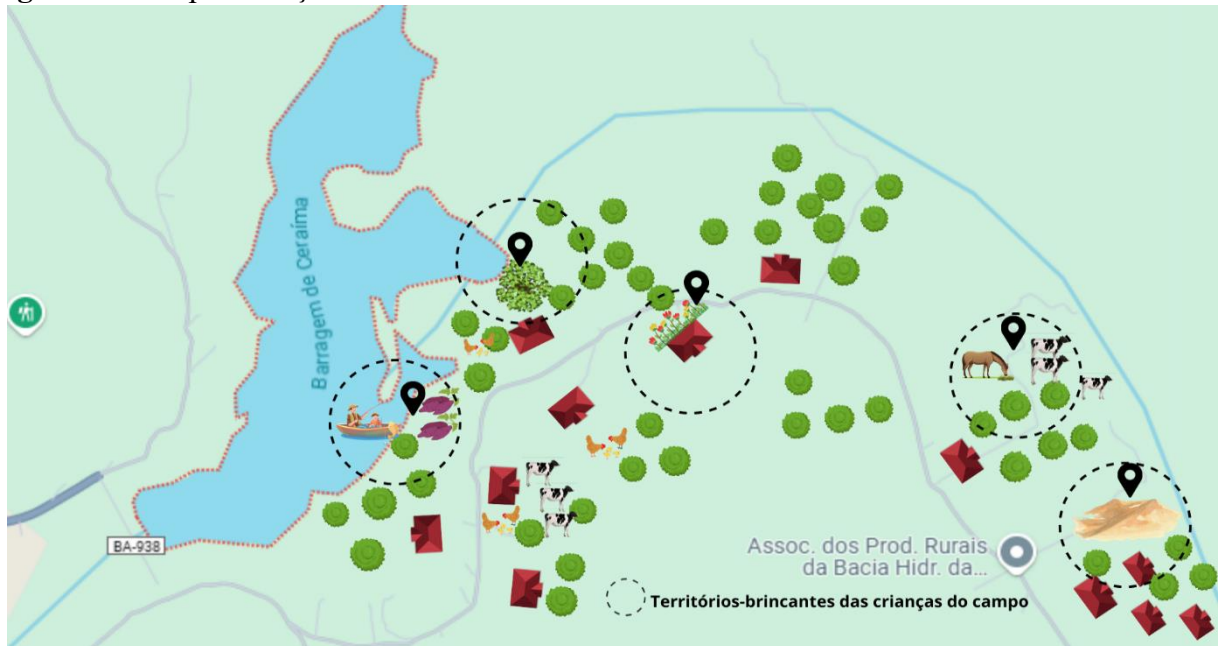 Barragem de Ceraíma
BA-938
Assoc. dos Prod. Rurais
da Bacia Hidr. da...
Territórios-brincantes das crianças do campo